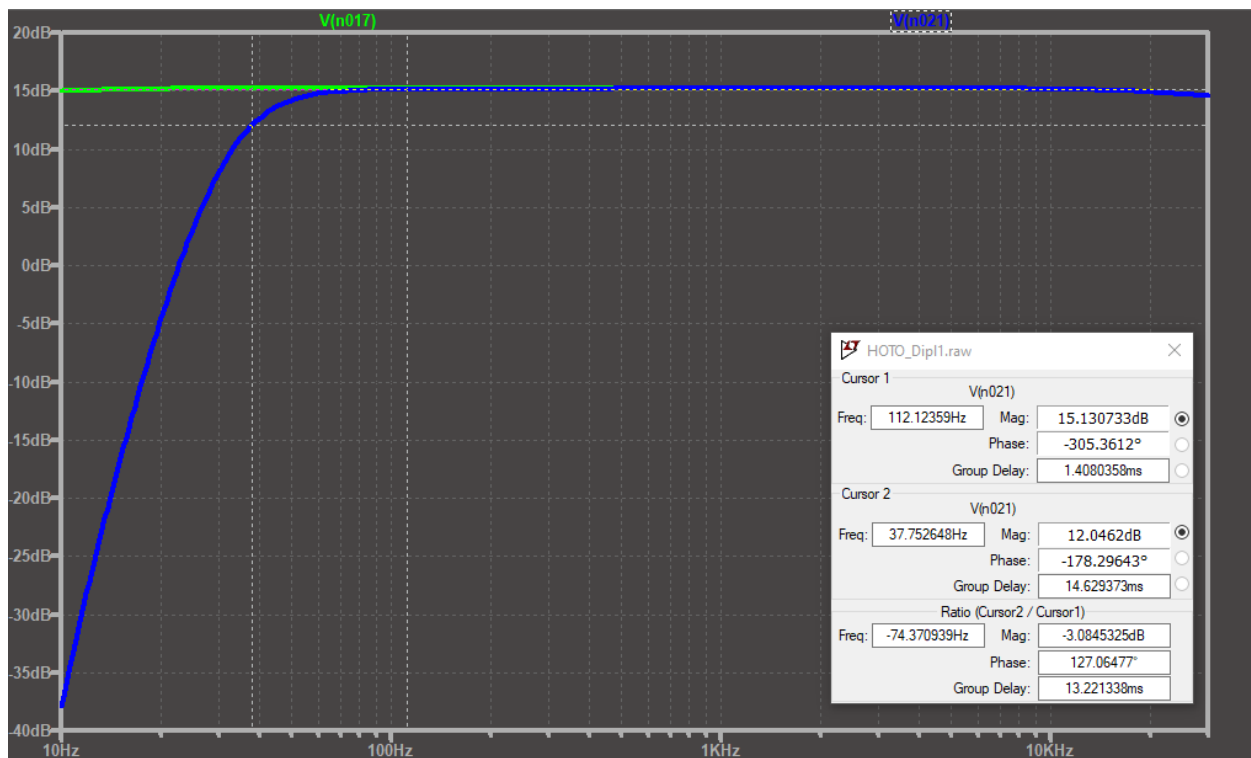 V(n017) V(n021)
20dB
15dB
10dB
5dB
0dB
-5dB
-10dB
-15dB
-20dB
-25dB
-30dB
-35dB
-40dB
10Hz 100Hz 1KHz 10KHz
HOTO_Dipl1.raw
Cursor 1
V(n021)
Freq: 112.12359Hz Mag: 15.130733dB
Phase: -305.3612°
Group Delay: 1.4080358ms
Cursor 2
V(n021)
Freq: 37.752648Hz Mag: 12.0462dB
Phase: -178.29643°
Group Delay: 14.629373ms
Ratio (Cursor2 / Cursor1)
Freq: -74.370939Hz Mag: -3.0845325dB
Phase: 127.06477°
Group Delay: 13.221338ms